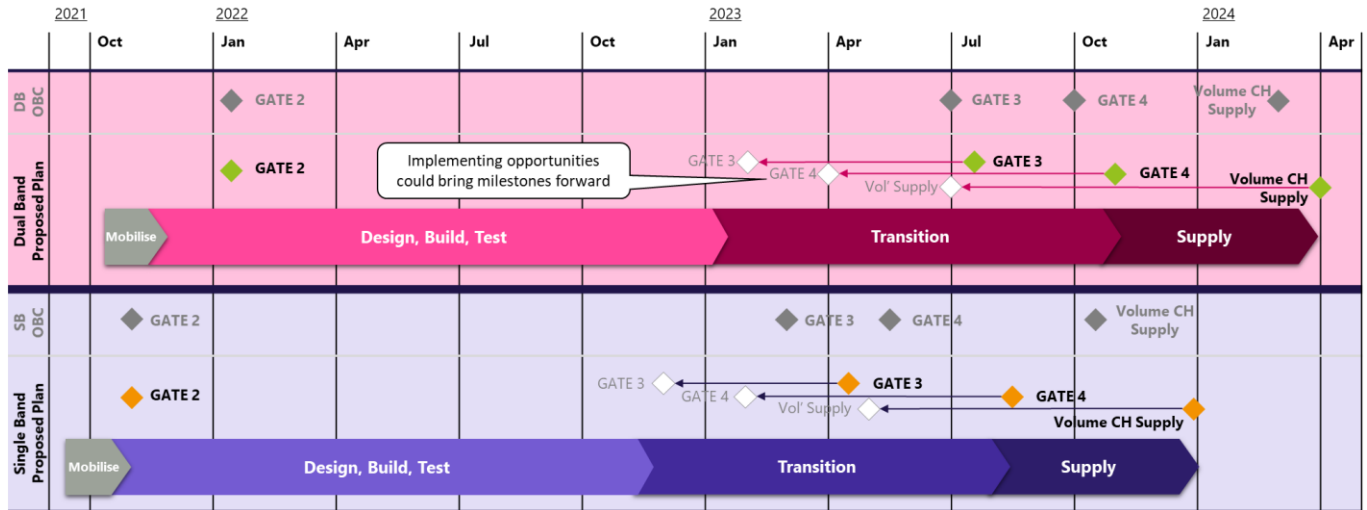 2021 2022 2023 2024
Oct Jan Apr Jul Oct Jan Apr Jul Oct Jan Apr
DB
OBC
GATE 2
GATE 3
GATE 4
Volume CH
Supply
Dual Band
Proposed Plan
GATE 2
Implementing opportunities
could bring milestones forward
GATE 3
GATE 4
Vol' Supply
GATE 3
GATE 4
Volume CH
Supply
Mobilise
Design, Build, Test
Transition
Supply
SB
OBC
GATE 2
GATE 3
GATE 4
Volume CH
Supply
Single Band
Proposed Plan
GATE 2
GATE 3
GATE 4
Vol' Supply
GATE 3
GATE 4
Volume CH Supply
Mobilise
Design, Build, Test
Transition
Supply